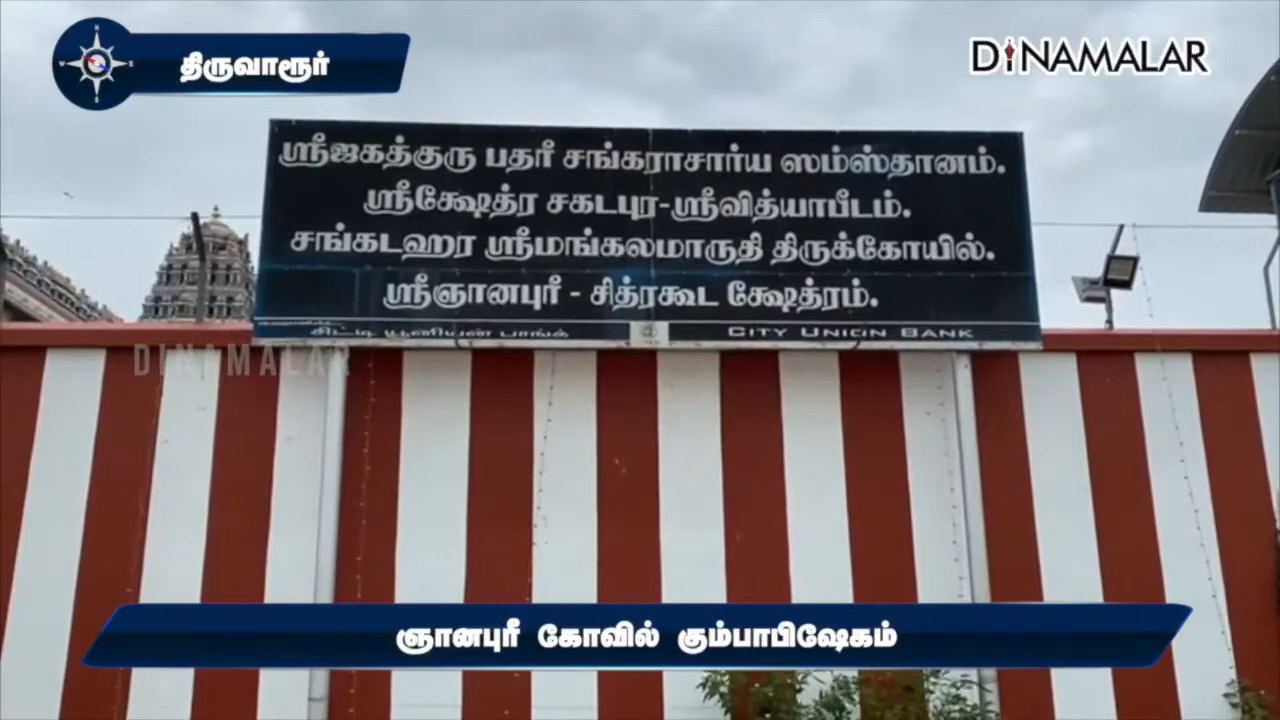 திருவாரூர்
DINAMALAR
ஸ்ரீஜகத்குரு பதரீ சங்கராசார்ய ஸம்ஸ்தானம்.
ஸ்ரீக்ஷேத்ர சகடபுர-ஸ்ரீவித்யாபீடம்.
சங்கடஹர ஸ்ரீமங்கலமாருதி திருக்கோயில்.
ஸ்ரீஞானபுரீ - சித்ரகூட க்ஷேத்ரம்.
சிட்டி யூனியன் பாங்க் CITY UNION BANK
DINAMALAR
ஞானபுரீ கோவில் கும்பாபிஷேகம்